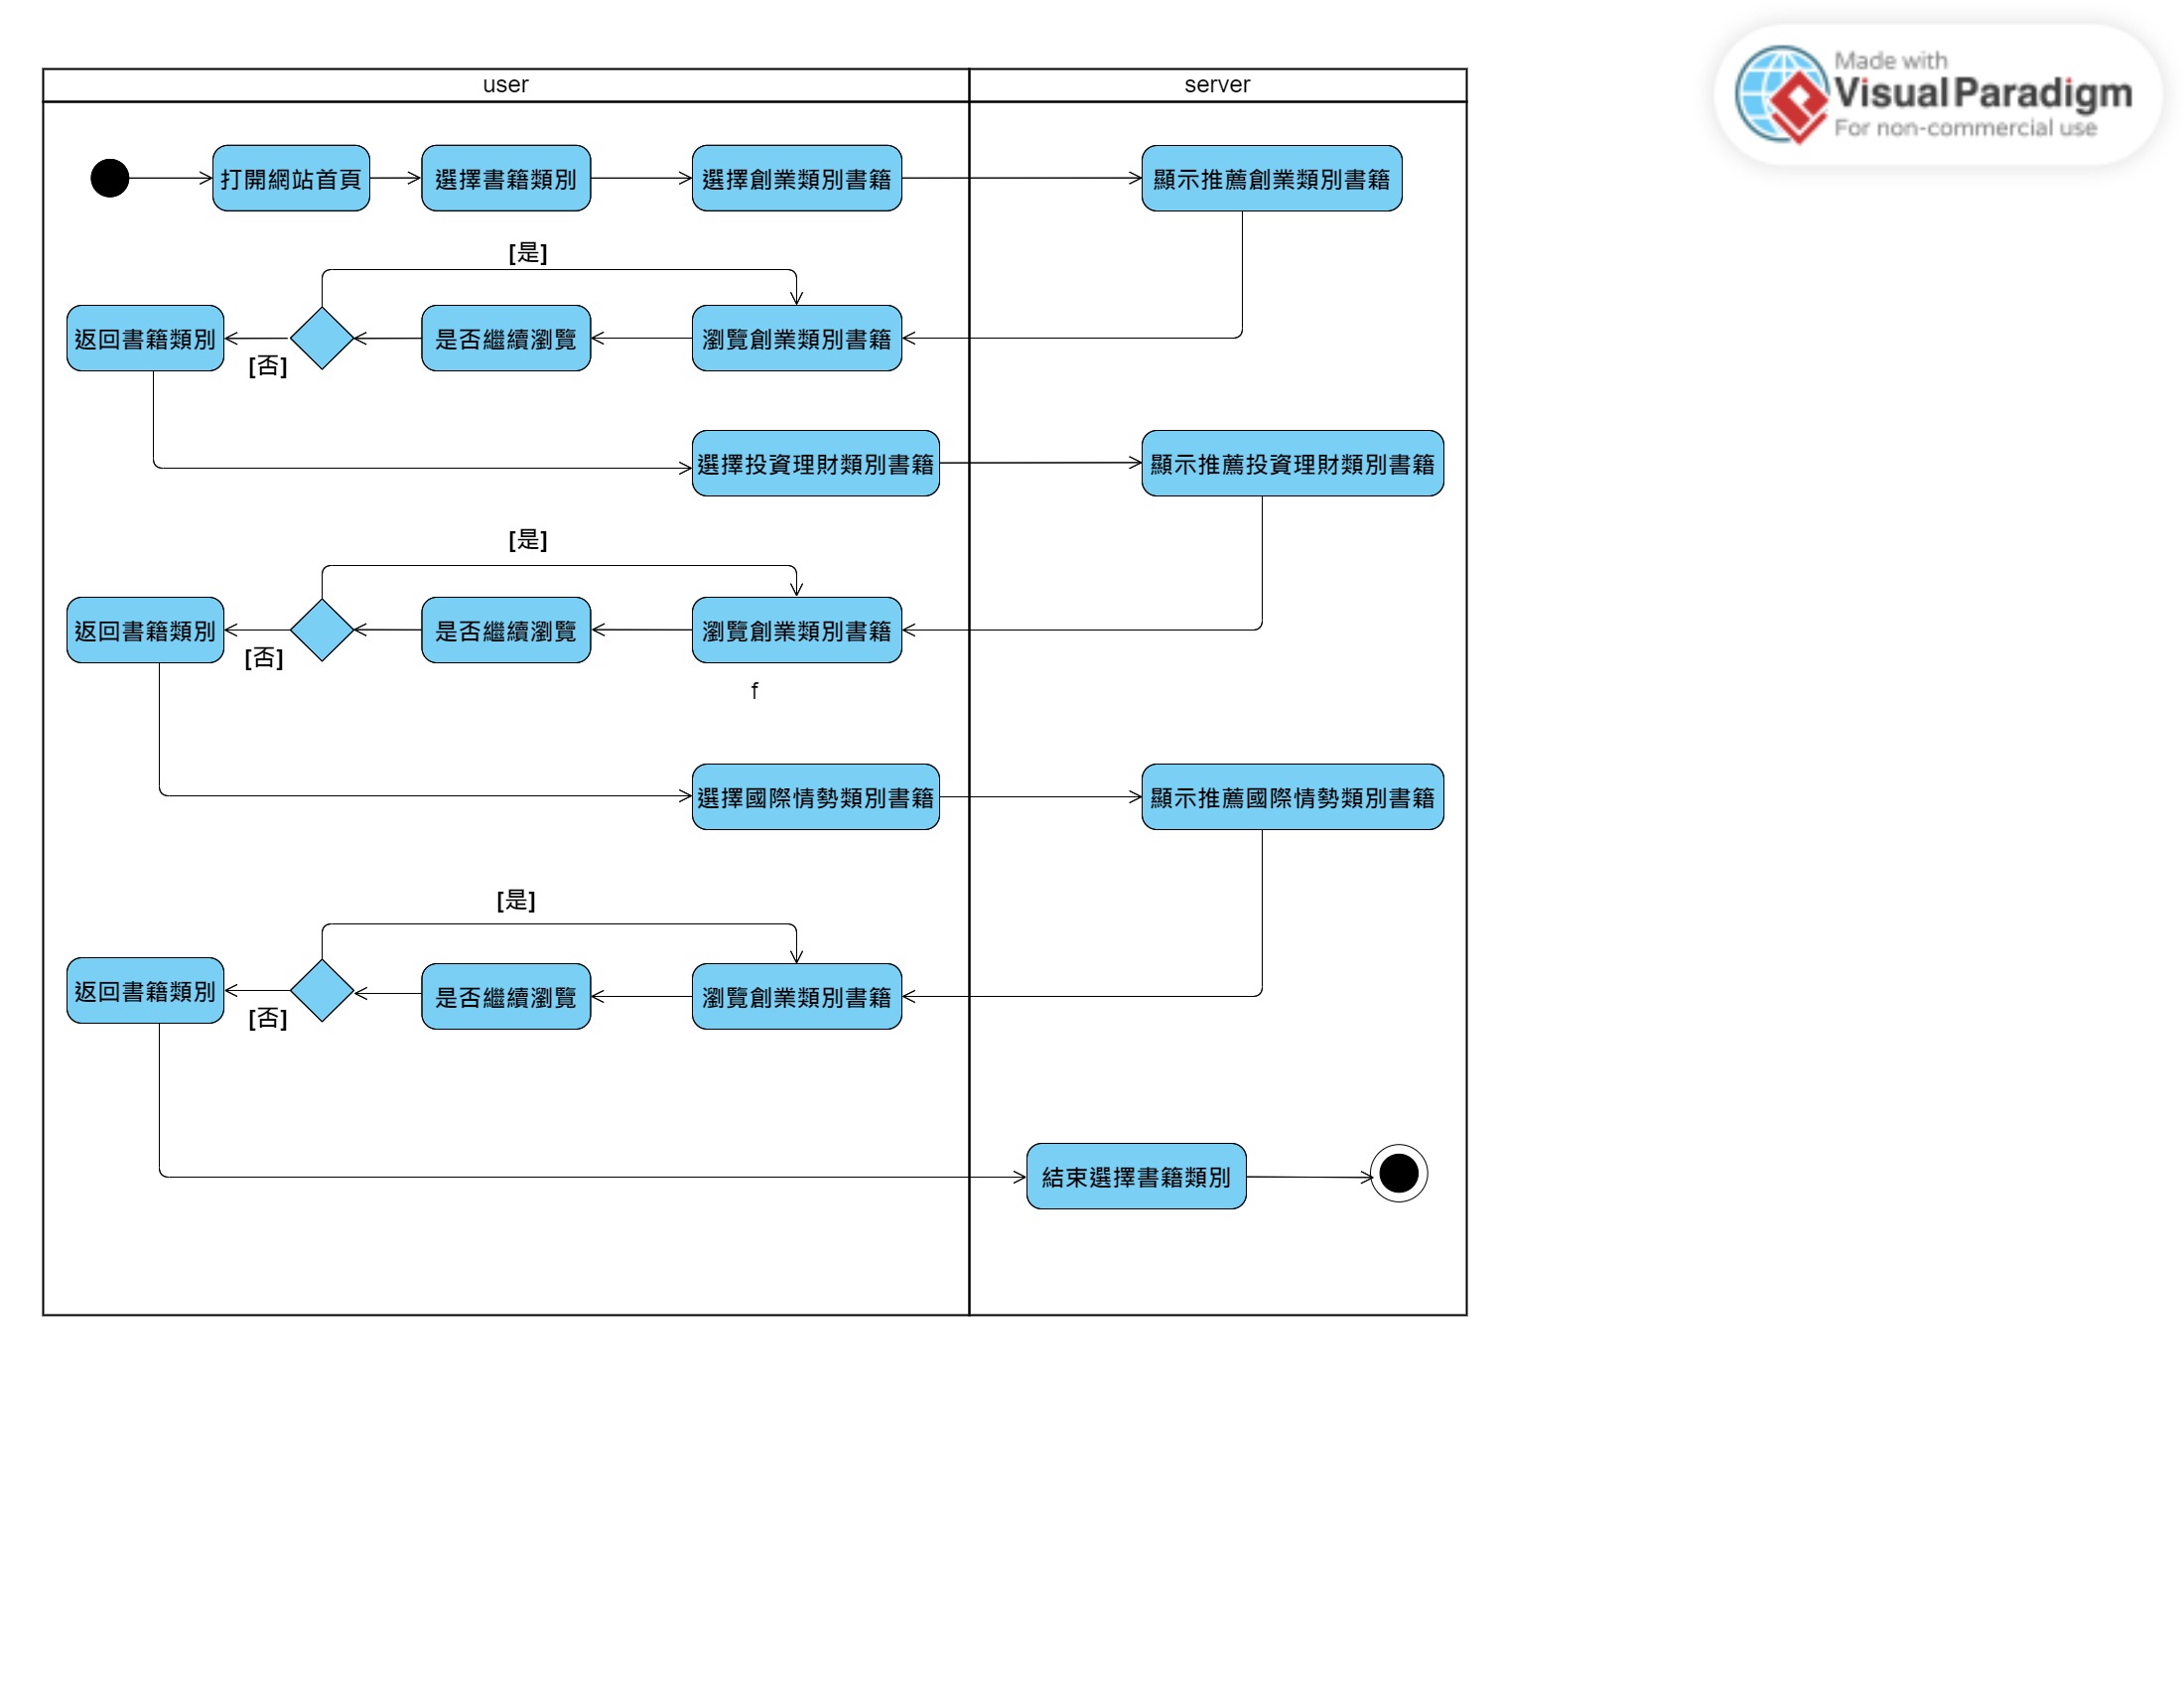 Made with
Visual Paradigm
For non-commercial use
user
server
打開網站首頁
選擇書籍類別
選擇創業類別書籍
顯示推薦創業類別書籍
[是]
返回書籍類別
[否]
是否繼續瀏覽
瀏覽創業類別書籍
選擇投資理財類別書籍
顯示推薦投資理財類別書籍
[是]
返回書籍類別
[否]
是否繼續瀏覽
瀏覽創業類別書籍
f
選擇國際情勢類別書籍
顯示推薦國際情勢類別書籍
[是]
返回書籍類別
[否]
是否繼續瀏覽
瀏覽創業類別書籍
結束選擇書籍類別